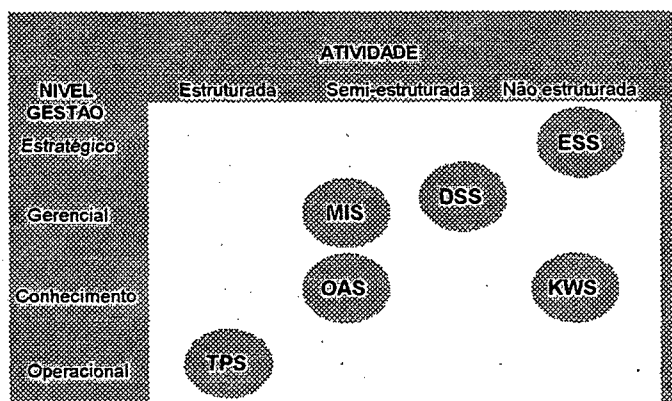 ATIVIDADE
NIVEL GESTÃO
Estruturada Semi-estruturada Não estruturada
Estratégico
ESS
Gerencial
MIS
DSS
Conhecimento
OAS
KWS
Operacional
TPS